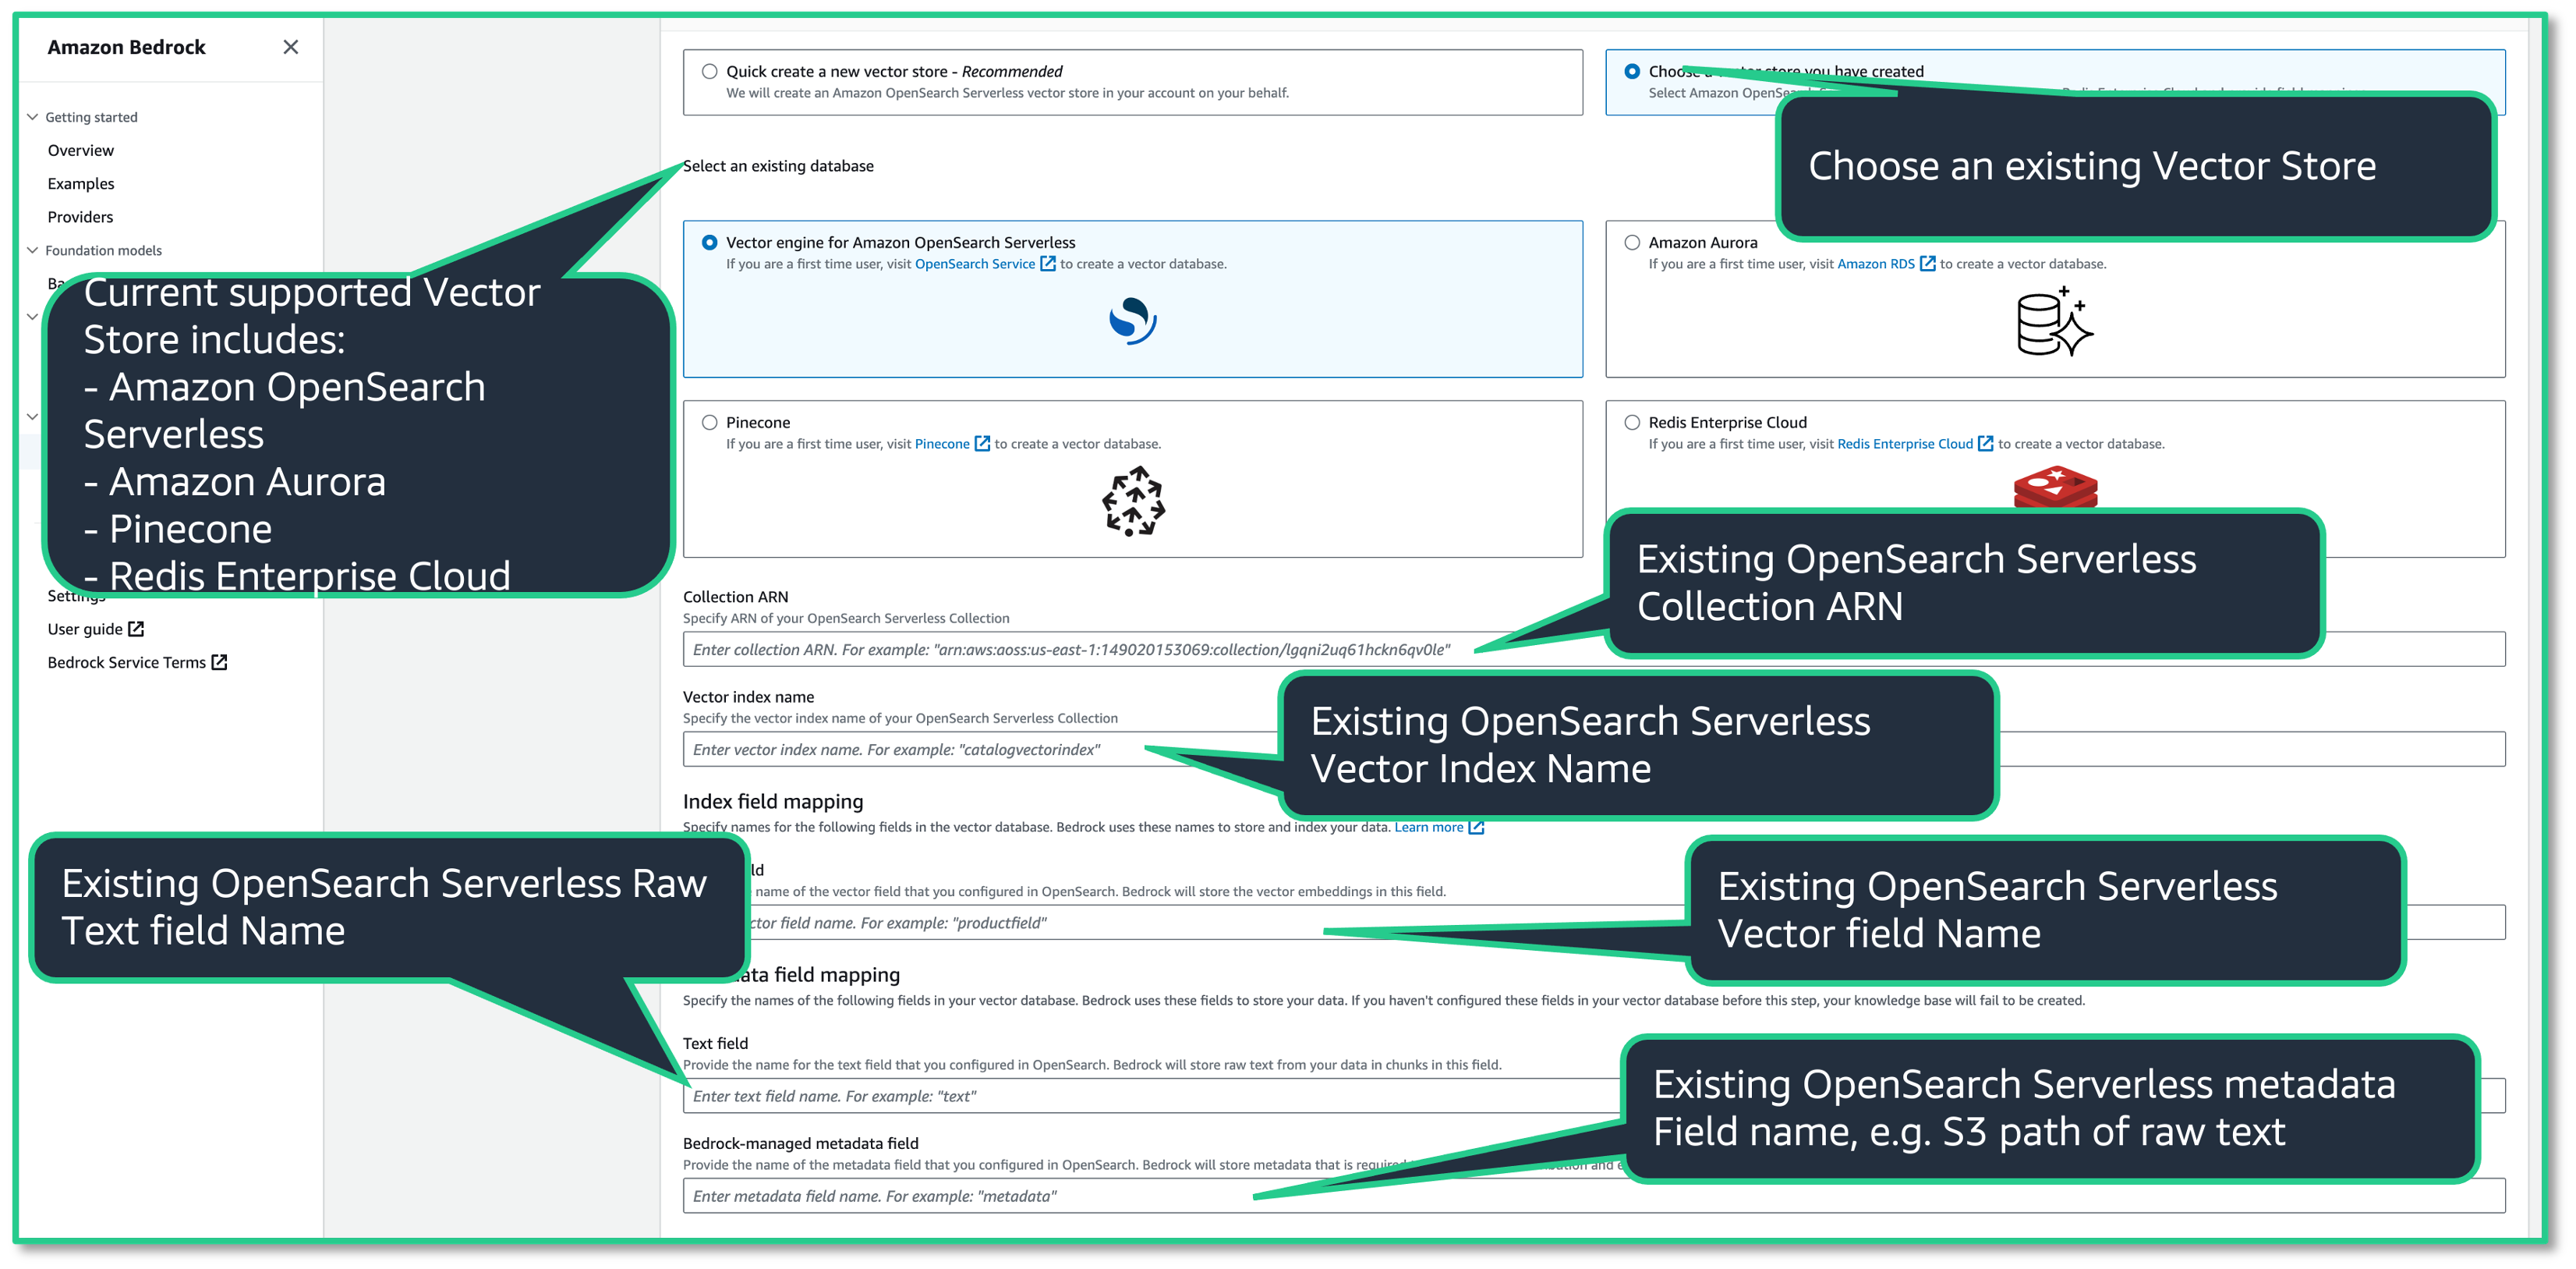 Amazon Bedrock
Getting started
Overview
Examples
Providers
Foundation models
Ba
Settings
User guide
Bedrock Service Terms
Quick create a new vector store - Recommended
We will create an Amazon OpenSearch Serverless vector store in your account on your behalf.
Choose a vector store you have created
Select Amazon OpenSearch
Choose an existing Vector Store
Select an existing database
Current supported Vector
Store includes:
- Amazon OpenSearch
Serverless
- Amazon Aurora
- Pinecone
- Redis Enterprise Cloud
Vector engine for Amazon OpenSearch Serverless
If you are a first time user, visit OpenSearch Service to create a vector database.
Amazon Aurora
If you are a first time user, visit Amazon RDS to create a vector database.
Pinecone
If you are a first time user, visit Pinecone to create a vector database.
Redis Enterprise Cloud
If you are a first time user, visit Redis Enterprise Cloud to create a vector database.
Existing OpenSearch Serverless
Collection ARN
Collection ARN
Specify ARN of your OpenSearch Serverless Collection
Enter collection ARN. For example: "arn:aws:aoss:us-east-1:149020153069:collection/lgqni2uq61hckn6qv0le"
Vector index name
Specify the vector index name of your OpenSearch Serverless Collection
Enter vector index name. For example: "catalogvectorindex"
Existing OpenSearch Serverless
Vector Index Name
Index field mapping
Specify names for the following fields in the vector database. Bedrock uses these names to store and index your data. Learn more
Existing OpenSearch Serverless Raw
Text field Name
ld
name of the vector field that you configured in OpenSearch. Bedrock will store the vector embeddings in this field.
ctor field name. For example: "productfield"
Existing OpenSearch Serverless
Vector field Name
ata field mapping
Specify the names of the following fields in your vector database. Bedrock uses these fields to store your data. If you haven't configured these fields in your vector database before this step, your knowledge base will fail to be created.
Text field
Provide the name for the text field that you configured in OpenSearch. Bedrock will store raw text from your data in chunks in this field.
Enter text field name. For example: "text"
Existing OpenSearch Serverless metadata
Field name, e.g. S3 path of raw text
Bedrock-managed metadata field
Provide the name of the metadata field that you configured in OpenSearch. Bedrock will store metadata that is required
Enter metadata field name. For example: "metadata"